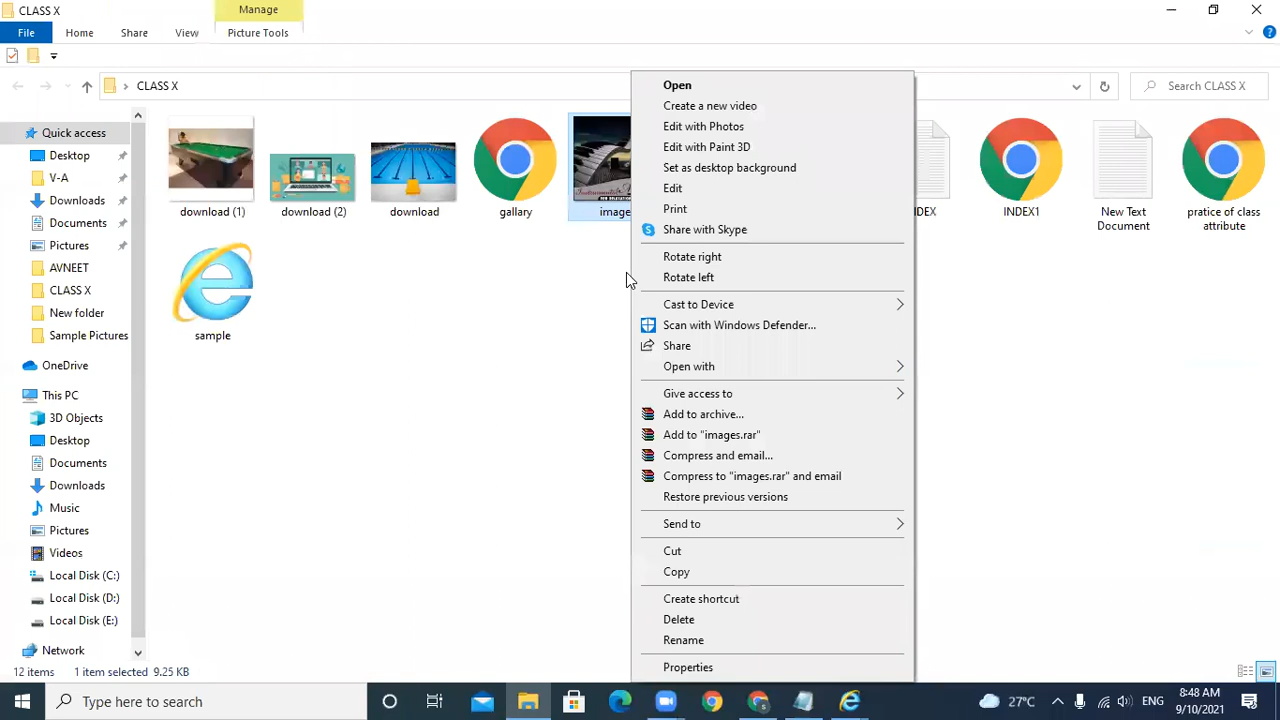 CLASS X
Manage
File
Home
Share
View
Picture Tools
CLASS X
Search CLASS X
Quick access
Desktop
V-A
Downloads
Documents
Pictures
AVNEET
CLASS X
New folder
Sample Pictures
OneDrive
This PC
3D Objects
Desktop
Documents
Downloads
Music
Pictures
Videos
Local Disk (C:)
Local Disk (D:)
Local Disk (E:)
Network
download (1)
download (2)
download
gallary
image
DEX
INDEX1
New Text
Document
pratice of class
attribute
sample
Open
Create a new video
Edit with Photos
Edit with Paint 3D
Set as desktop background
Edit
Print
Share with Skype
Rotate right
Rotate left
Cast to Device
Scan with Windows Defender...
Share
Open with
Give access to
Add to archive...
Add to "images.rar"
Compress and email...
Compress to "images.rar" and email
Restore previous versions
Send to
Cut
Copy
Create shortcut
Delete
Rename
Properties
12 items
1 item selected 9.25 KB
Type here to search
27°C
ENG
8:48 AM
9/10/2021